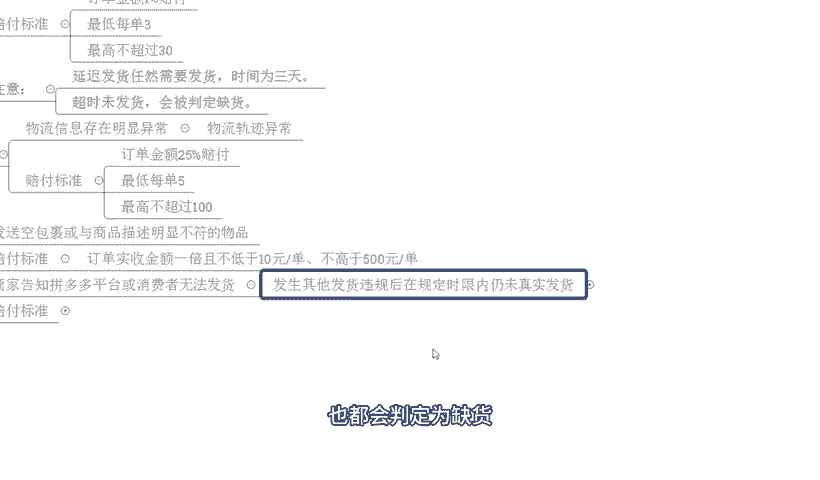 赔付标准 最低每单3
最高不超过30
延迟发货任然需要发货，时间为三天。
注意：
超时未发货，会被判定缺货。
物流信息存在明显异常 物流轨迹异常
订单金额25%赔付
赔付标准 最低每单5
最高不超过100
发送空包裹或与商品描述明显不符的物品
赔付标准 订单实收金额一倍且不低于10元/单、不高于500元/单
商家告知拼多多平台或消费者无法发货 发生其他发货违规后在规定时限内仍未真实发货
赔付标准
也都会判定为缺货